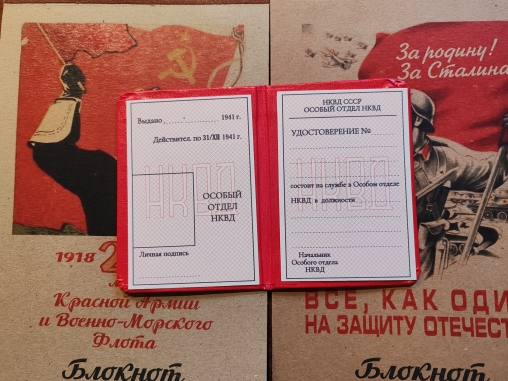 За родину!
За Сталина
Выдано 1941 г.
Действител. по 31/XII 1941 г.
НКВД
ОСОБЫЙ
ОТДЕЛ
НКВД
Личная подпись
НКВД СССР
ОСОБЫЙ ОТДЕЛ НКВД
УДОСТОВЕРЕНИЕ №
НКВД
состоит на службе в Особом отделе
НКВД в должности
Начальник
Особого отдела
НКВД
1918 2
Красной Армии
и Военно-Морского
Флота
Блокнот
ВСЕ, КАК ОДИ
НА ЗАЩИТУ ОТЕЧЕСТ
Блокнот